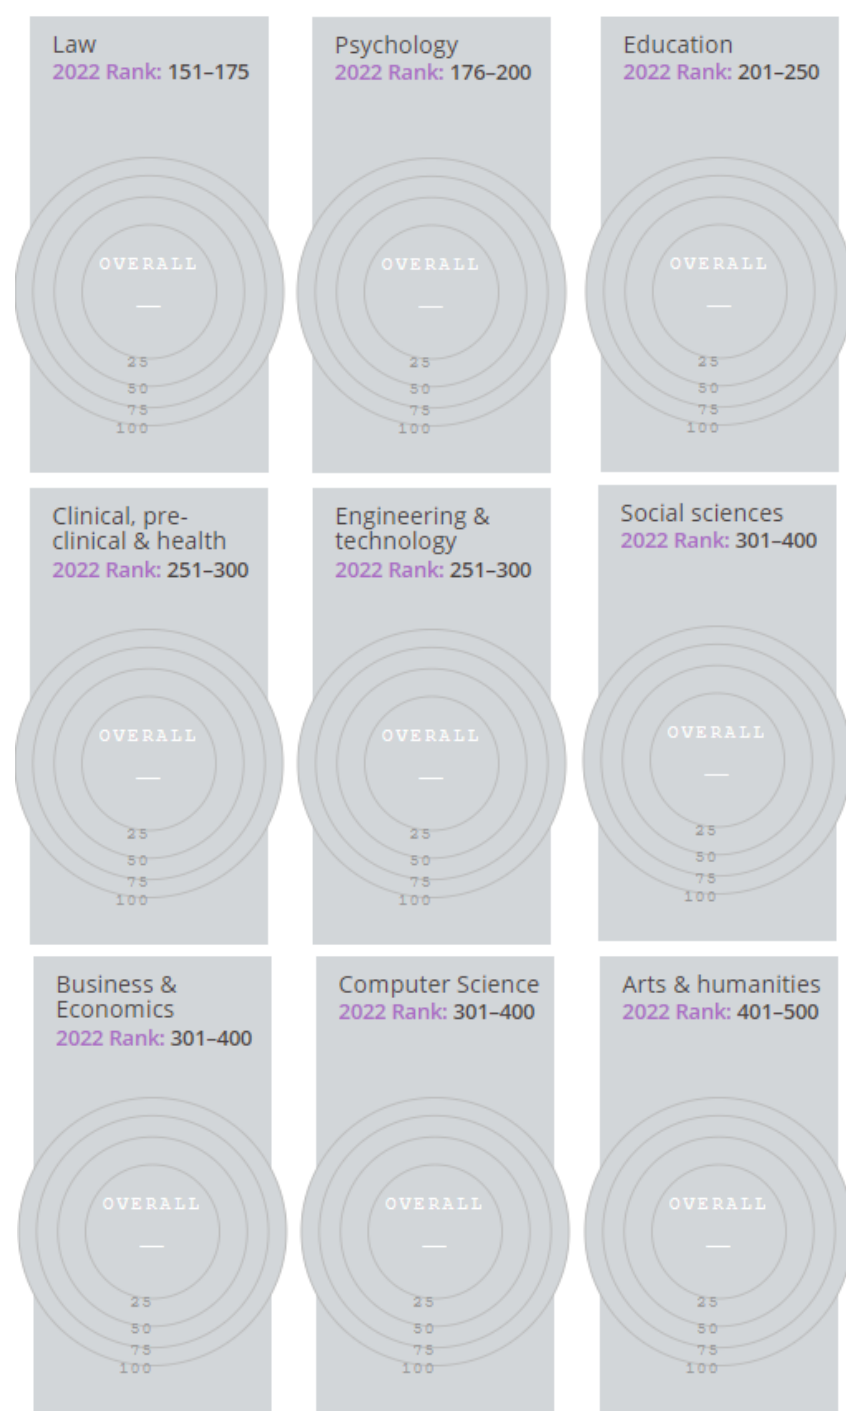 Law
2022 Rank: 151–175
OVERALL
—
25
50
75
100
Psychology
2022 Rank: 176–200
OVERALL
—
25
50
75
100
Education
2022 Rank: 201–250
OVERALL
—
25
50
75
100
Clinical, pre-
clinical & health
2022 Rank: 251–300
OVERALL
—
25
50
75
100
Engineering &
technology
2022 Rank: 251–300
OVERALL
—
25
50
75
100
Social sciences
2022 Rank: 301–400
OVERALL
—
25
50
75
100
Business &
Economics
2022 Rank: 301–400
OVERALL
—
25
50
75
100
Computer Science
2022 Rank: 301–400
OVERALL
—
25
50
75
100
Arts & humanities
2022 Rank: 401–500
OVERALL
—
25
50
75
100